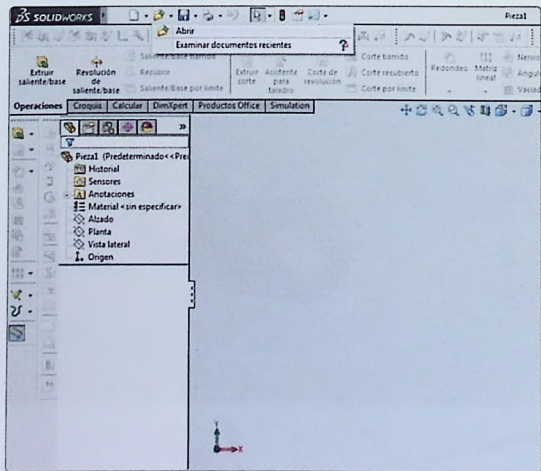 DS SOLIDWORKS
Pieza1
Abrir
Examinar documentos recientes
Extruir saliente/base
Revolución de saliente/base
Saliente/base barrido
Recubrir
Saliente/Base por límite
Extruir corte
Asistente para taladro
Corte de revolución
Corte barrido
Corte recubierto
Corte por límite
Redondeo
Matriz lineal
Nervio
Operaciones Croquis Calcular DimXpert Productos Office Simulation
Pieza1 (Predeterminado<<Pre
Historial
Sensores
Anotaciones
Material <sin especificar>
Alzado
Planta
Vista lateral
Origen
Y
X